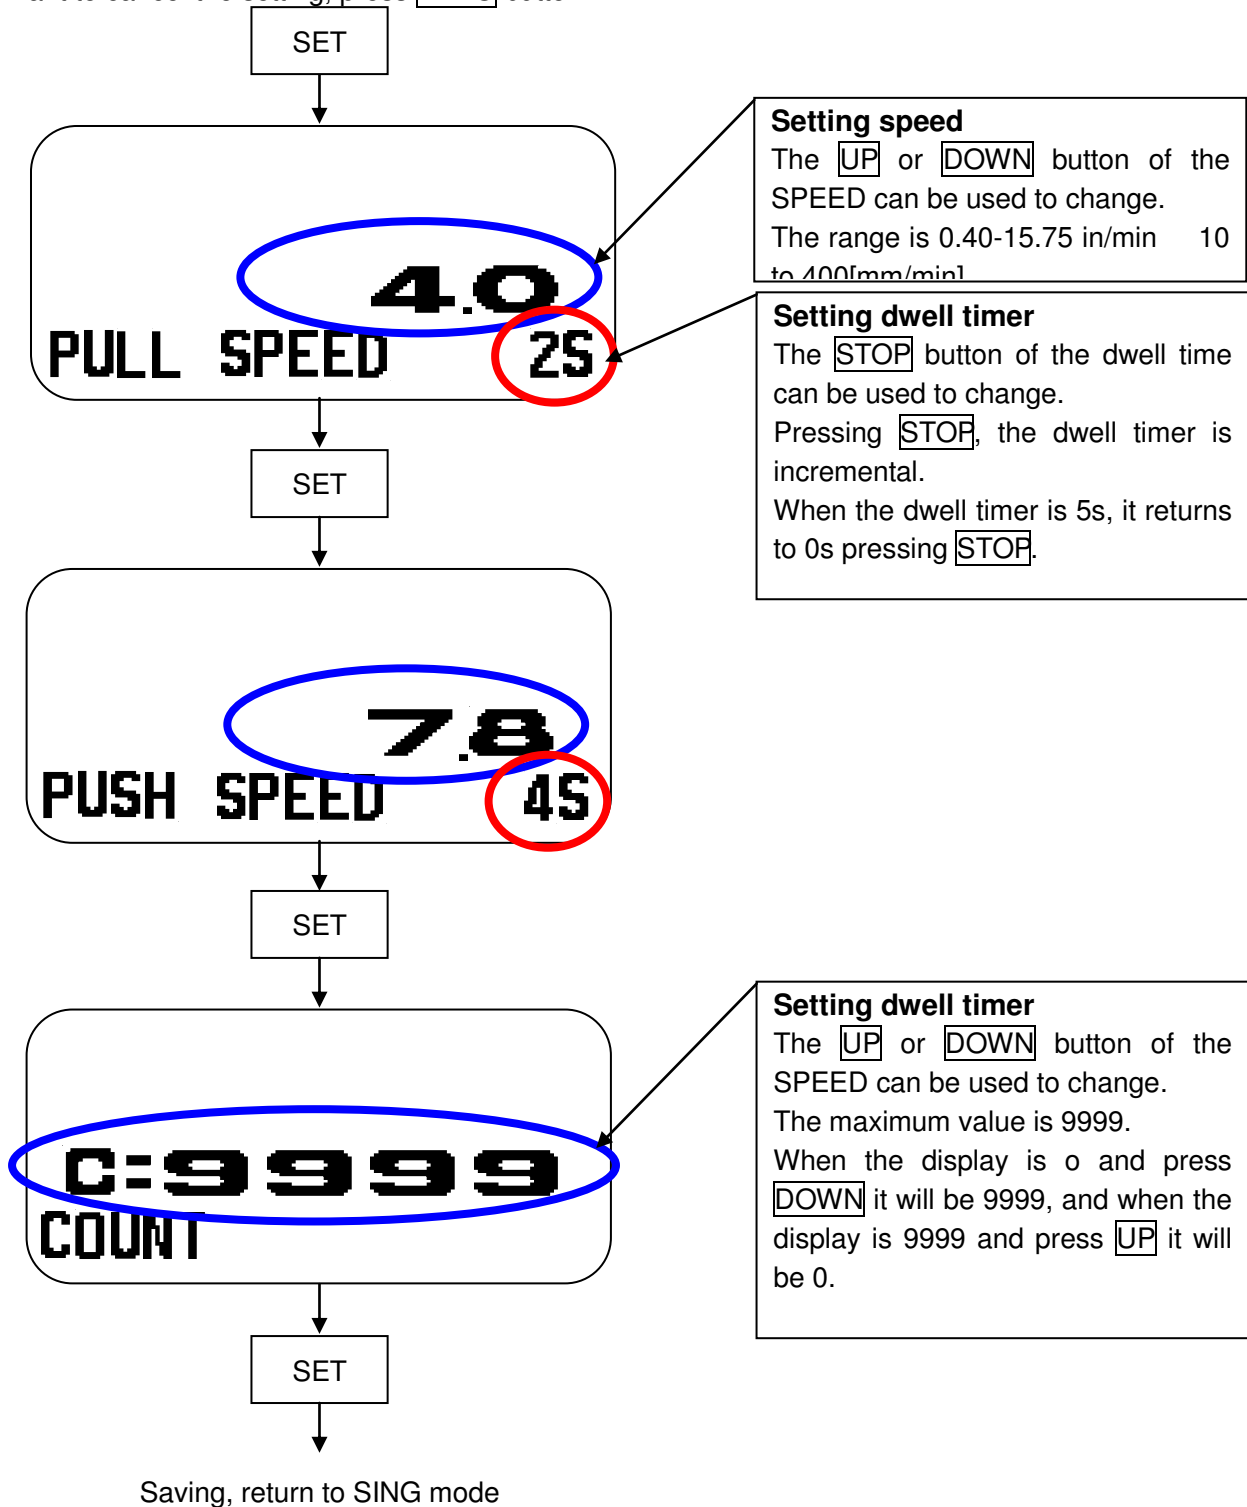 setting, press
SET
Setting speed
The UP or DOWN button of the
SPEED can be used to change.
The range is 0.40-15.75 in/min 10
to 400[mm/min]
4.0
PULL SPEED 2S
Setting dwell timer
The STOP button of the dwell time
can be used to change.
Pressing STOP, the dwell timer is
incremental.
When the dwell timer is 5s, it returns
to 0s pressing STOP.
SET
7.8
PUSH SPEED 4S
SET
Setting dwell timer
The UP or DOWN button of the
SPEED can be used to change.
The maximum value is 9999.
When the display is o and press
DOWN it will be 9999, and when the
display is 9999 and press UP it will
be 0.
C:9999
COUNT
SET
Saving, return to SING mode